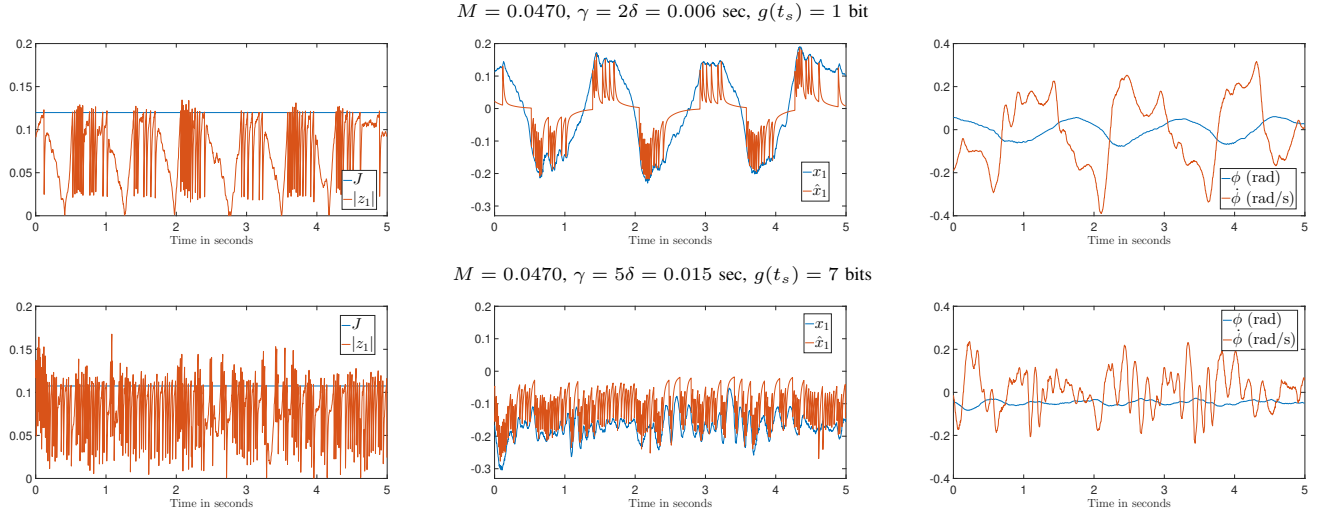 M = 0.0470, γ = 2δ = 0.006 sec, g(t_s) = 1 bit
0.2
0.15
0.1
0.05
0
0 1 2 3 4 5
Time in seconds
J
|z_1|
0.2
0.1
0
-0.1
-0.2
-0.3
0 1 2 3 4 5
Time in seconds
x_1
x̂_1
0.4
0.2
0
-0.2
-0.4
0 1 2 3 4 5
Time in seconds
ϕ (rad)
ϕ̇ (rad/s)
M = 0.0470, γ = 5δ = 0.015 sec, g(t_s) = 7 bits
0.2
0.15
0.1
0.05
0
0 1 2 3 4 5
Time in seconds
J
|z_1|
0.2
0.1
0
-0.1
-0.2
-0.3
0 1 2 3 4 5
Time in seconds
x_1
x̂_1
0.4
0.2
0
-0.2
-0.4
0 1 2 3 4 5
Time in seconds
ϕ (rad)
ϕ̇ (rad/s)